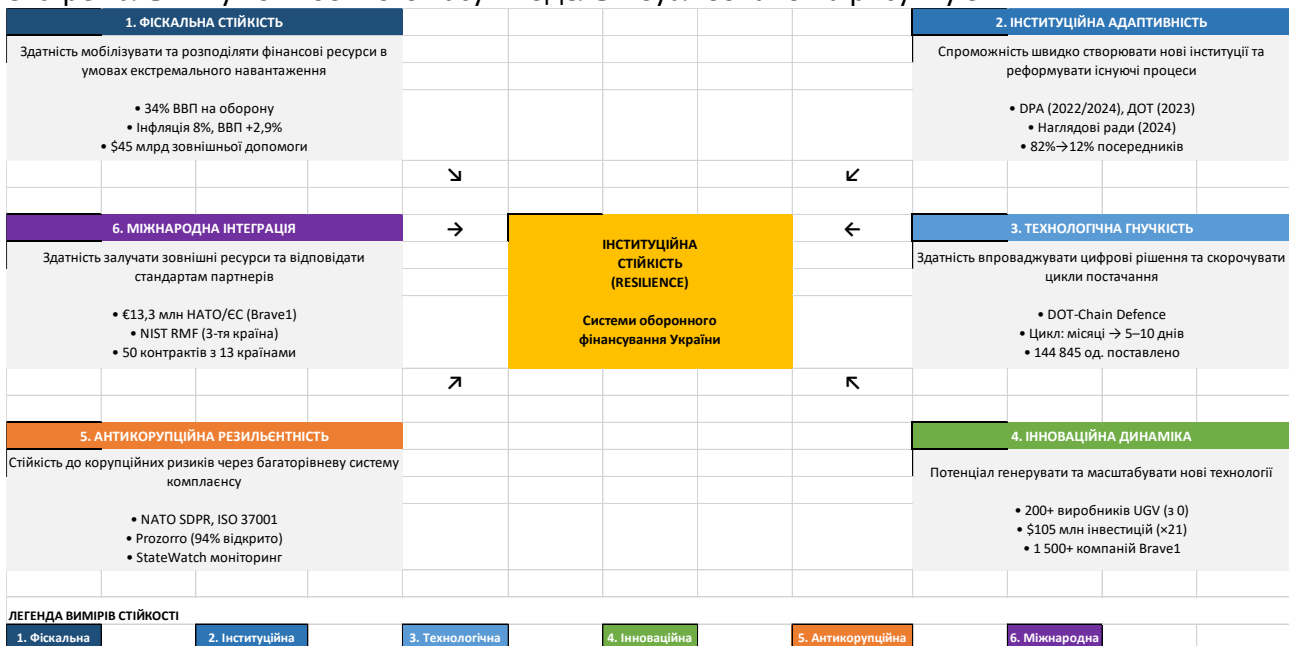 1. ФІСКАЛЬНА СТІЙКІСТЬ
Здатність мобілізувати та розподіляти фінансові ресурси в
умовах екстремального навантаження
• 34% ВВП на оборону
• Інфляція 8%, ВВП +2,9%
• $45 млрд зовнішньої допомоги
2. ІНСТИТУЦІЙНА АДАПТИВНІСТЬ
Спроможність швидко створювати нові інституції та
реформувати існуючі процеси
• DPA (2022/2024), ДОТ (2023)
• Наглядові ради (2024)
• 82%→12% посередників
↘
↙
6. МІЖНАРОДНА ІНТЕГРАЦІЯ
Здатність залучати зовнішні ресурси та відповідати
стандартам партнерів
• €13,3 млн НАТО/ЄС (Brave1)
• NIST RMF (3-тя країна)
• 50 контрактів з 13 країнами
→
ІНСТИТУЦІЙНА
СТІЙКІСТЬ
(RESILIENCE)
Системи оборонного
фінансування України
←
3. ТЕХНОЛОГІЧНА ГНУЧКІСТЬ
Здатність впроваджувати цифрові рішення та скорочувати
цикли постачання
• DOT-Chain Defence
• Цикл: місяці → 5–10 днів
• 144 845 од. поставлено
↗
↖
5. АНТИКОРУПЦІЙНА РЕЗИЛЬЄНТНІСТЬ
Стійкість до корупційних ризиків через багаторівневу систему
комплаєнсу
• NATO SDPR, ISO 37001
• Prozorro (94% відкрито)
• StateWatch моніторинг
4. ІННОВАЦІЙНА ДИНАМІКА
Потенціал генерувати та масштабувати нові технології
• 200+ виробників UGV (з 0)
• $105 млн інвестицій (×21)
• 1 500+ компаній Brave1
ЛЕГЕНДА ВИМІРІВ СТІЙКОСТІ
1. Фіскальна
2. Інституційна
3. Технологічна
4. Інноваційна
5. Антикорупційна
6. Міжнародна